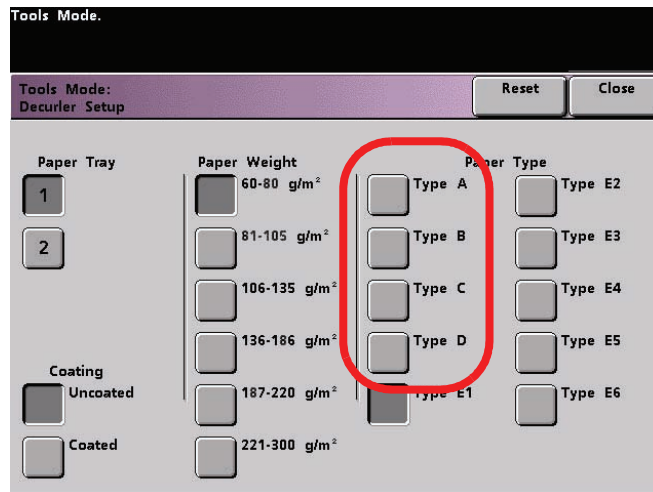 Tools Mode.
Tools Mode:
Decurler Setup
Reset
Close
Paper Tray
1
2
Coating
Uncoated
Coated
Paper Weight
60-80 g/m²
81-105 g/m²
106-135 g/m²
136-186 g/m²
187-220 g/m²
221-300 g/m²
Paper Type
Type A
Type B
Type C
Type D
Type E1
Type E2
Type E3
Type E4
Type E5
Type E6